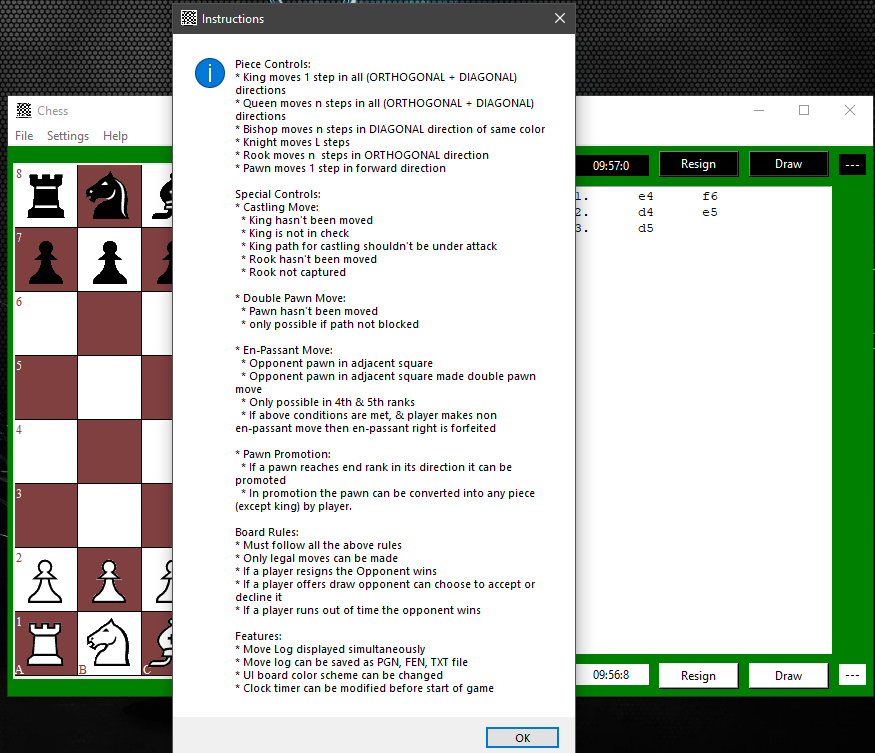 Instructions
Piece Controls:
* King moves 1 step in all (ORTHOGONAL + DIAGONAL)
directions
* Queen moves n steps in all (ORTHOGONAL + DIAGONAL)
directions
* Bishop moves n steps in DIAGONAL direction of same color
* Knight moves L steps
* Rook moves n  steps in ORTHOGONAL direction
* Pawn moves 1 step in forward direction
Special Controls:
* Castling Move:
* King hasn't been moved
* King is not in check
* King path for castling shouldn't be under attack
* Rook hasn't been moved
* Rook not captured
* Double Pawn Move:
* Pawn hasn't been moved
* only possible if path not blocked
* En-Passant Move:
* Opponent pawn in adjacent square
* Opponent pawn in adjacent square made double pawn
move
* Only possible in 4th & 5th ranks
* If above conditions are met, & player makes non
en-passant move then en-passant right is forfeited
* Pawn Promotion:
* If a pawn reaches end rank in its direction it can be
promoted
* In promotion the pawn can be converted into any piece
(except king) by player.
Board Rules:
* Must follow all the above rules
* Only legal moves can be made
* If a player resigns the Opponent wins
* If a player offers draw opponent can choose to accept or
decline it
* If a player runs out of time the opponent wins
Features:
* Move Log displayed simultaneously
* Move log can be saved as PGN, FEN, TXT file
* UI board color scheme can be changed
* Clock timer can be modified before start of game
OK
Chess
File Settings Help
8
7
6
5
4
3
2
1
A B C
09:57:0 Resign Draw ---
1. e4 f6
2. d4 e5
3. d5
09:56:8 Resign Draw ---